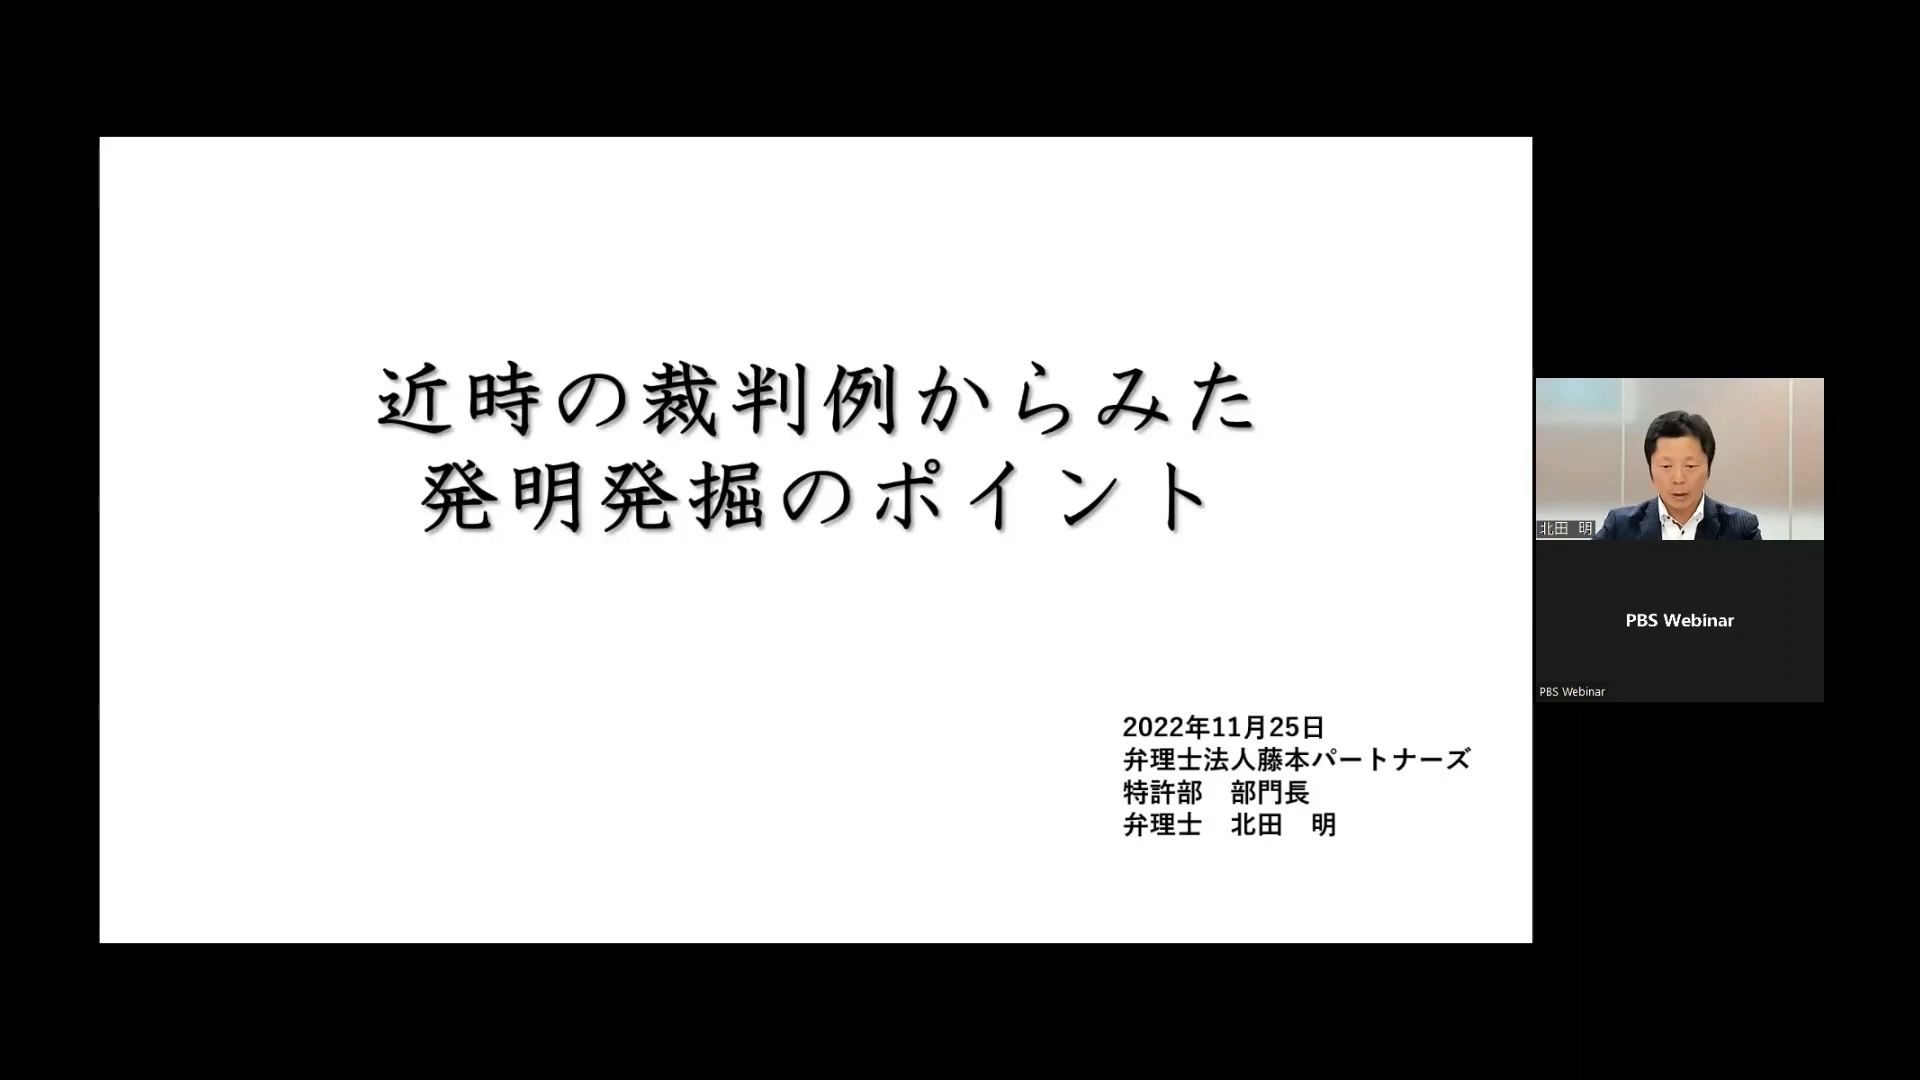 近時の裁判例からみた
発明発掘のポイント
2022年11月25日
弁理士法人藤本パートナーズ
特許部　部門長
弁理士　北田　明
北田　明
PBS Webinar
PBS Webinar